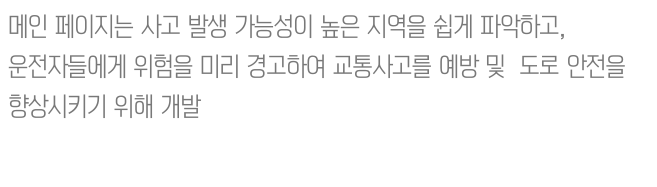 메인 페이지는 사고 발생 가능성이 높은 지역을 쉽게 파악하고,
운전자들에게 위험을 미리 경고하여 교통사고를 예방 및  도로 안전을
향상시키기 위해 개발